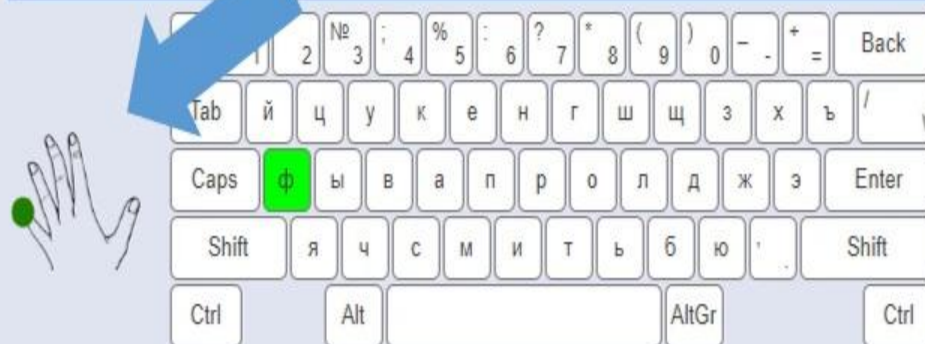 1 2 № 3 ; 4 % 5 : 6 ? 7 * 8 ( 9 ) 0 _ - + = Back
Tab й ц у к е н г ш щ з х ъ / \
Caps ф ы в а п р о л д ж э Enter
Shift я ч с м и т ь б ю , . Shift
Ctrl Alt AltGr Ctrl